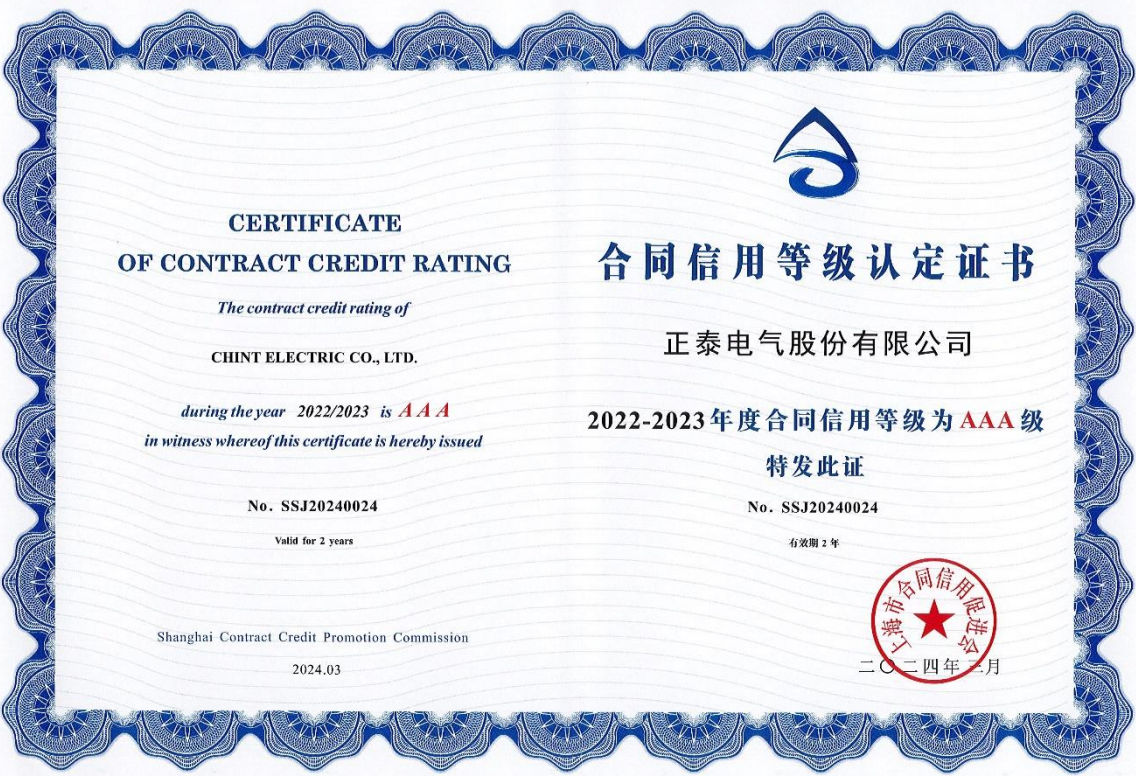 CERTIFICATE
OF CONTRACT CREDIT RATING
The contract credit rating of
CHINT ELECTRIC CO., LTD.
during the year 2022/2023 is AAA
in witness whereof this certificate is hereby issued
No. SSJ20240024
Valid for 2 years
Shanghai Contract Credit Promotion Commission
2024.03
合同信用等级认定证书
正泰电气股份有限公司
2022-2023年度合同信用等级为AAA级
特发此证
No. SSJ20240024
有效期2年
上海市合同信用促进会
二〇二四年三月